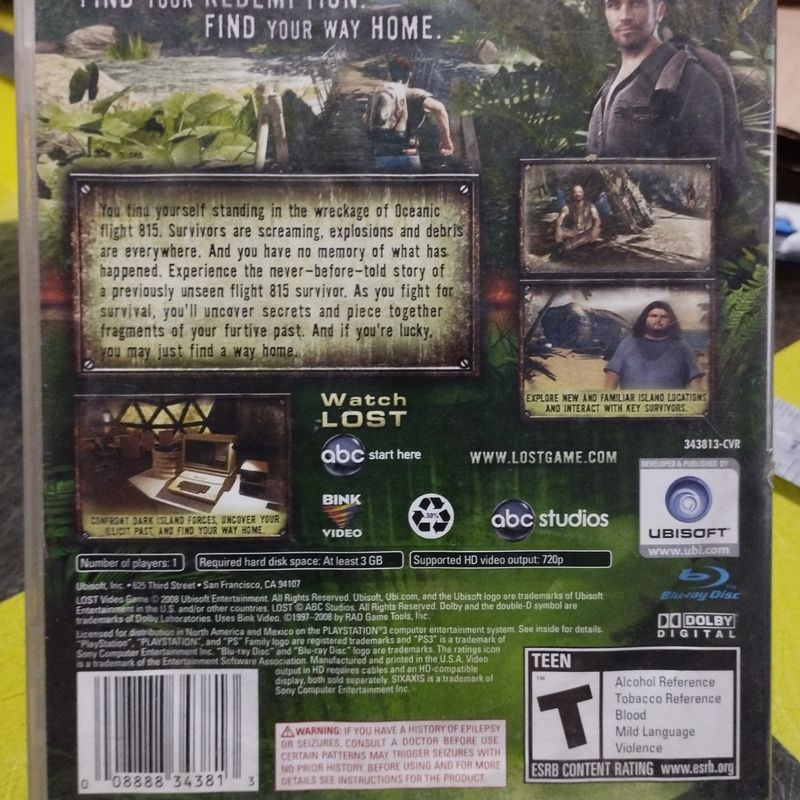 FIND YOUR REDEMPTION.
FIND YOUR WAY HOME.
You find yourself standing in the wreckage of Oceanic
flight 815. Survivors are screaming, explosions and debris
are everywhere. And you have no memory of what has
happened. Experience the never-before-told story of
a previously unseen flight 815 survivor. As you fight for
survival, you'll uncover secrets and piece together
fragments of your furtive past. And if you're lucky,
you may just find a way home.
EXPLORE NEW AND FAMILIAR ISLAND LOCATIONS
AND INTERACT WITH KEY SURVIVORS.
CONFRONT DARK ISLAND FORCES, UNCOVER YOUR
ILLICIT PAST, AND FIND YOUR WAY HOME.
Watch
LOST
abc start here
WWW.LOSTGAME.COM
343813-CVR
BINK
VIDEO
30%
abc studios
DEVELOPED & PUBLISHED BY
UBISOFT
www.ubi.com
Number of players: 1
Required hard disk space: At least 3 GB
Supported HD video output: 720p
Blu-ray Disc
DOLBY
DIGITAL
Ubisoft, Inc. • 625 Third Street • San Francisco, CA 94107
LOST Video Game © 2008 Ubisoft Entertainment. All Rights Reserved. Ubisoft, Ubi.com, and the Ubisoft logo are trademarks of Ubisoft
Entertainment in the U.S. and/or other countries. LOST © ABC Studios. All Rights Reserved. Dolby and the double-D symbol are
trademarks of Dolby Laboratories. Uses Bink Video. ©1997-2008 by RAD Game Tools, Inc.
Licensed for distribution in North America and Mexico on the PLAYSTATION®3 computer entertainment system. See inside for details.
"PlayStation", "PLAYSTATION", and "PS" Family logo are registered trademarks and "PS3" is a trademark of
Sony Computer Entertainment Inc. "Blu-ray Disc" and "Blu-ray Disc" logo are trademarks. The ratings icon
is a trademark of the Entertainment Software Association. Manufactured and printed in the U.S.A. Video
output in HD requires cables and an HD-compatible
display, both sold separately. SIXAXIS is a trademark of
Sony Computer Entertainment Inc.
TEEN
T
TM
Alcohol Reference
Tobacco Reference
Blood
Mild Language
Violence
ESRB CONTENT RATING www.esrb.org
WARNING: IF YOU HAVE A HISTORY OF EPILEPSY
OR SEIZURES, CONSULT A DOCTOR BEFORE USE.
CERTAIN PATTERNS MAY TRIGGER SEIZURES WITH
NO PRIOR HISTORY. BEFORE USING AND FOR MORE
DETAILS SEE INSTRUCTIONS FOR THE PRODUCT.
0 08888 34381 3